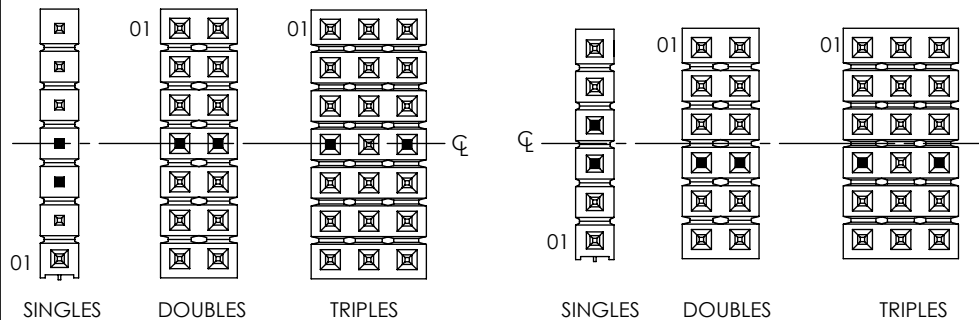 01 01 01 01
℄ ℄
01 01
SINGLES DOUBLES TRIPLES SINGLES DOUBLES TRIPLES